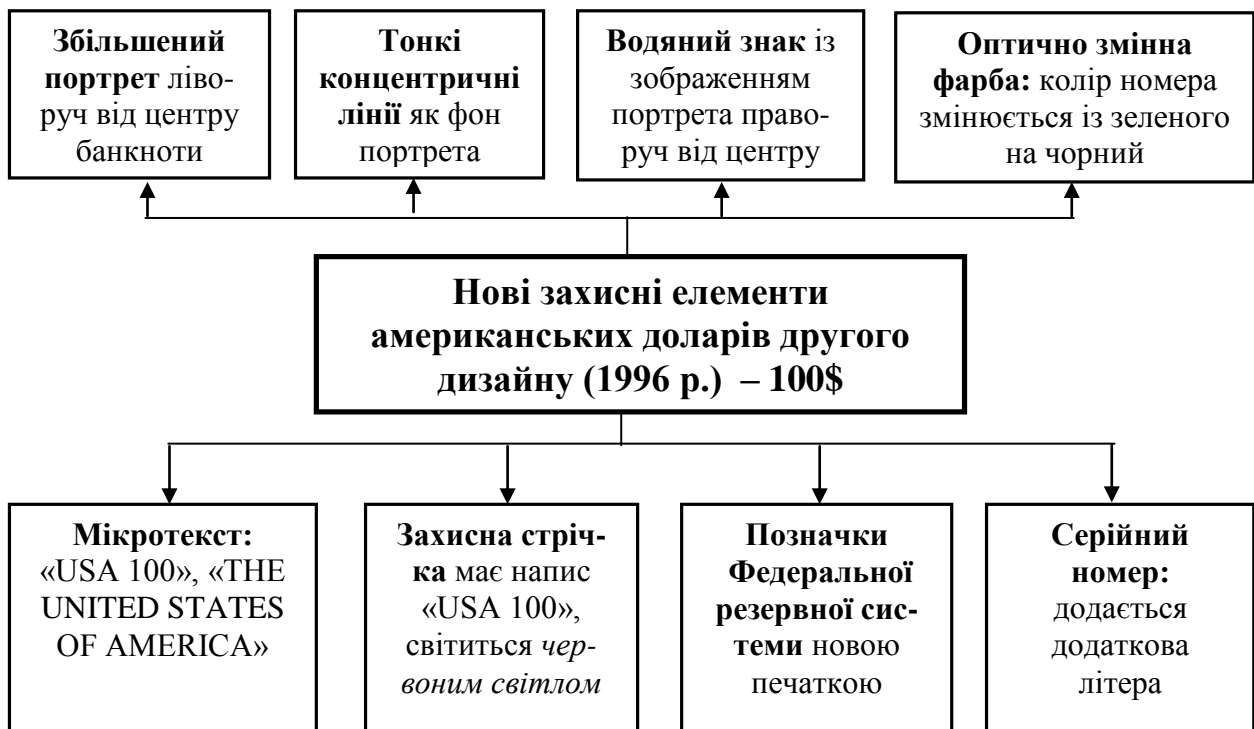 Збільшений
портрет ліво-
руч від центру
банкноти
Тонкі
концентричні
лінії як фон
портрета
Водяний знак із
зображенням
портрета право-
руч від центру
Оптично змінна
фарба: колір номера
змінюється із зеленого
на чорний
Нові захисні елементи
американських доларів другого
дизайну (1996 р.) – 100$
Мікротекст:
«USA 100», «THE
UNITED STATES
OF AMERICA»
Захисна стріч-
ка має напис
«USA 100»,
світиться чер-
воним світлом
Позначки
Федеральної
резервної сис-
теми новою
печаткою
Серійний
номер:
додається
додаткова
літера